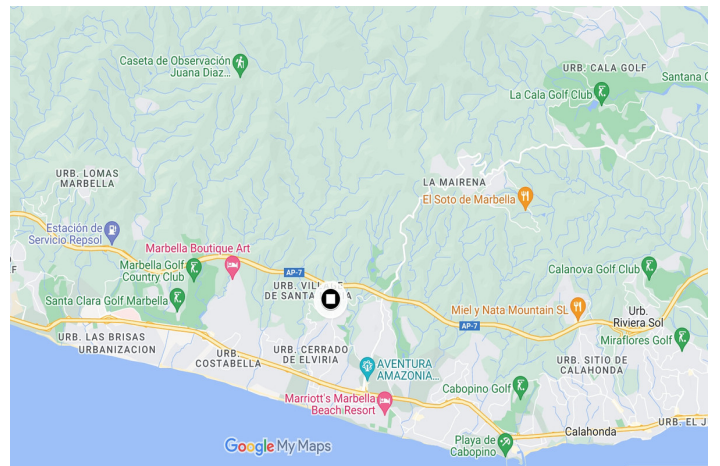 Caseta de Observación
Juana Diaz...
URB. CALA GOLF
La Cala Golf Club
Santana
URB. LOMAS
MARBELLA
LA MAIRENA
El Soto de Marbella
Estación de
Servicio Repsol
Marbella Boutique Art
Marbella Golf
Country Club
AP-7
Calanova Golf Club
URB.
DE SANTA
Santa Clara Golf Marbella
Miel y Nata Mountain SL
Urb.
Riviera Sol
AP-7
URB. LAS BRISAS
URBANIZACION
Miraflores Golf
URB.
COSTABELLA
URB. CERRADO
DE ELVIRIA
AVENTURA
AMAZONIA...
URB. SITIO DE
CALAHONDA
Cabopino Golf
Marriott's Marbella
Beach Resort
URB. EL J
Calahonda
Playa de
Cabopino
Google My Maps